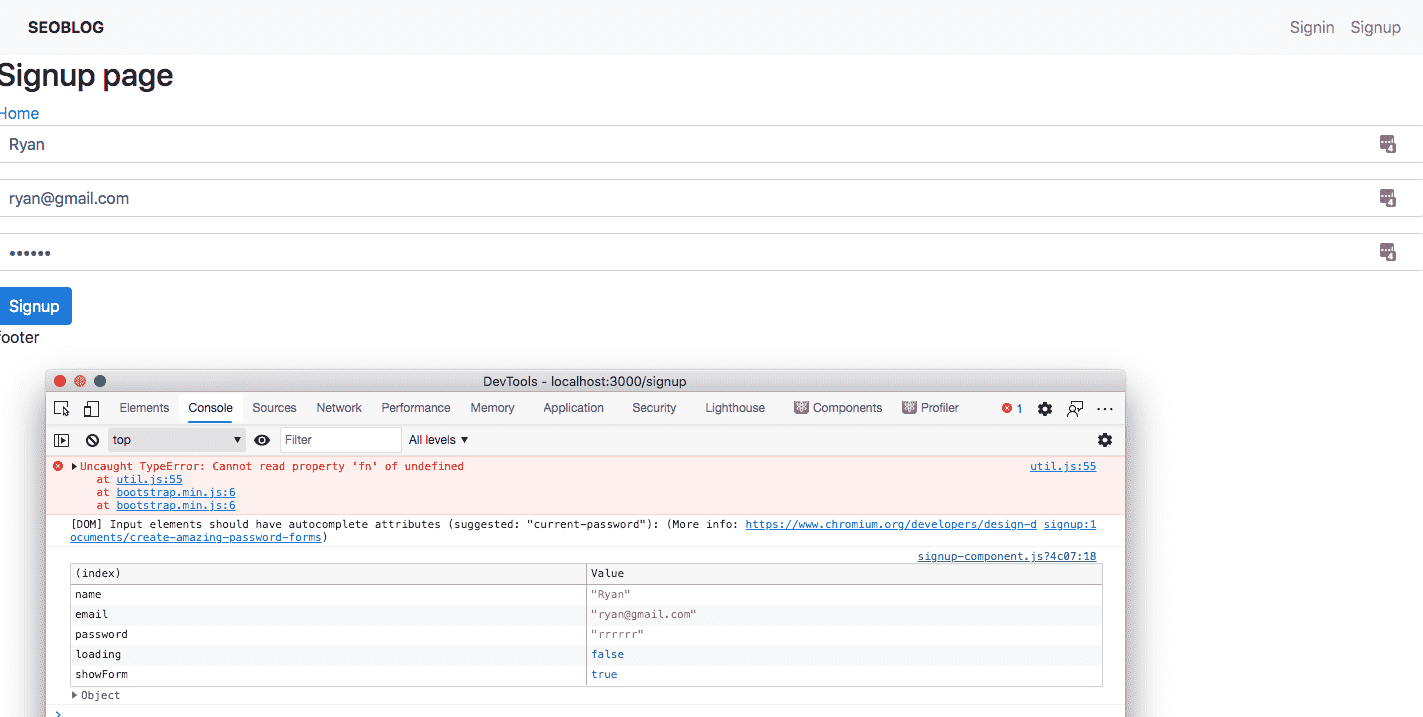 SEOBLOG Signin Signup
Signup page
Home
Ryan
ryan@gmail.com
••••••
Signup
footer
DevTools - localhost:3000/signup
Elements Console Sources Network Performance Memory Application Security Lighthouse Components Profiler 1
top Filter All levels
Uncaught TypeError: Cannot read property 'fn' of undefined util.js:55
at util.js:55
at bootstrap.min.js:6
at bootstrap.min.js:6
[DOM] Input elements should have autocomplete attributes (suggested: "current-password"): (More info: https://www.chromium.org/developers/design-d signup:1
ocuments/create-amazing-password-forms)
signup-component.js?4c07:18
(index) Value
name "Ryan"
email "ryan@gmail.com"
password "rrrrrr"
loading false
showForm true
Object